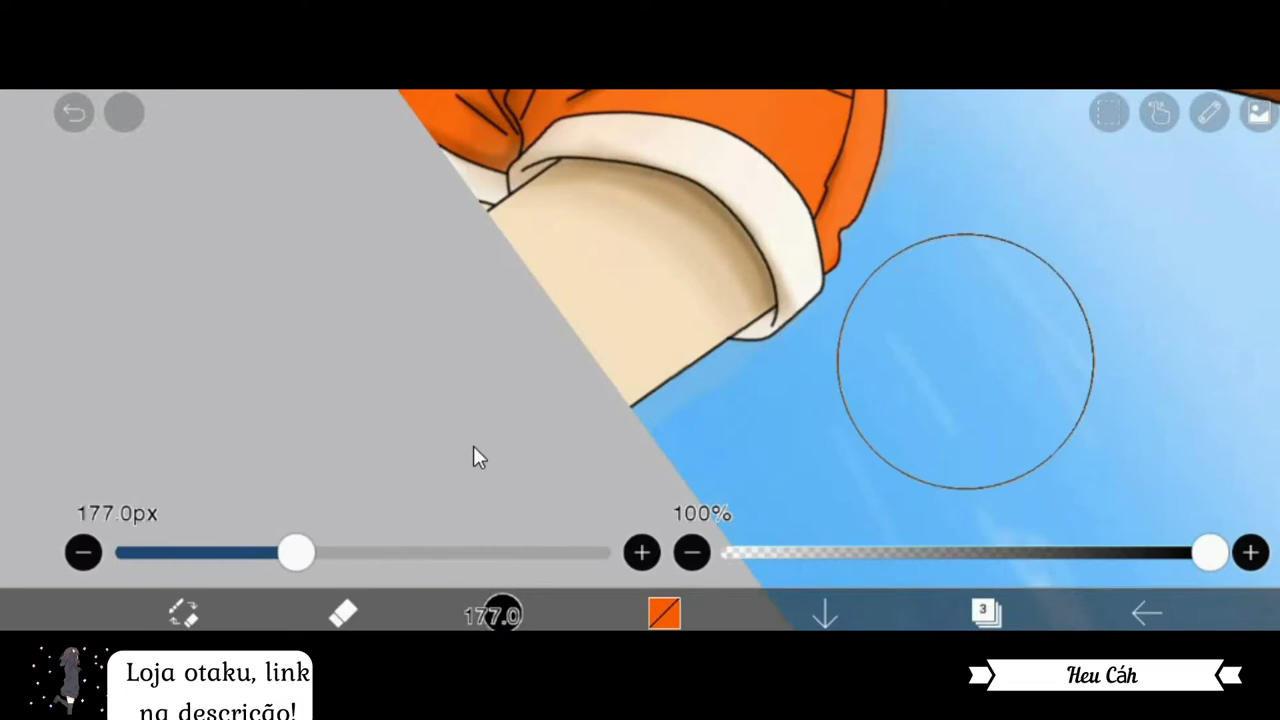 177.0px
100%
177.0
3
Loja otaku, link
na descrição!
Heu Cáh